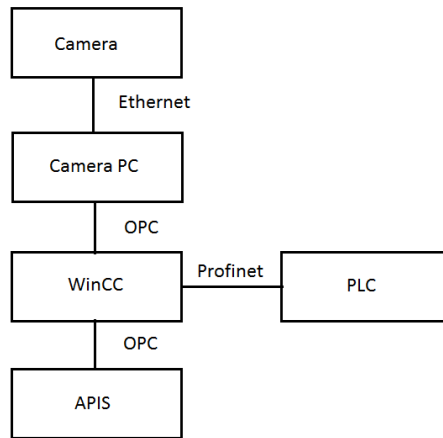 Camera
Ethernet
Camera PC
OPC
WinCC
Profinet
PLC
OPC
APIS